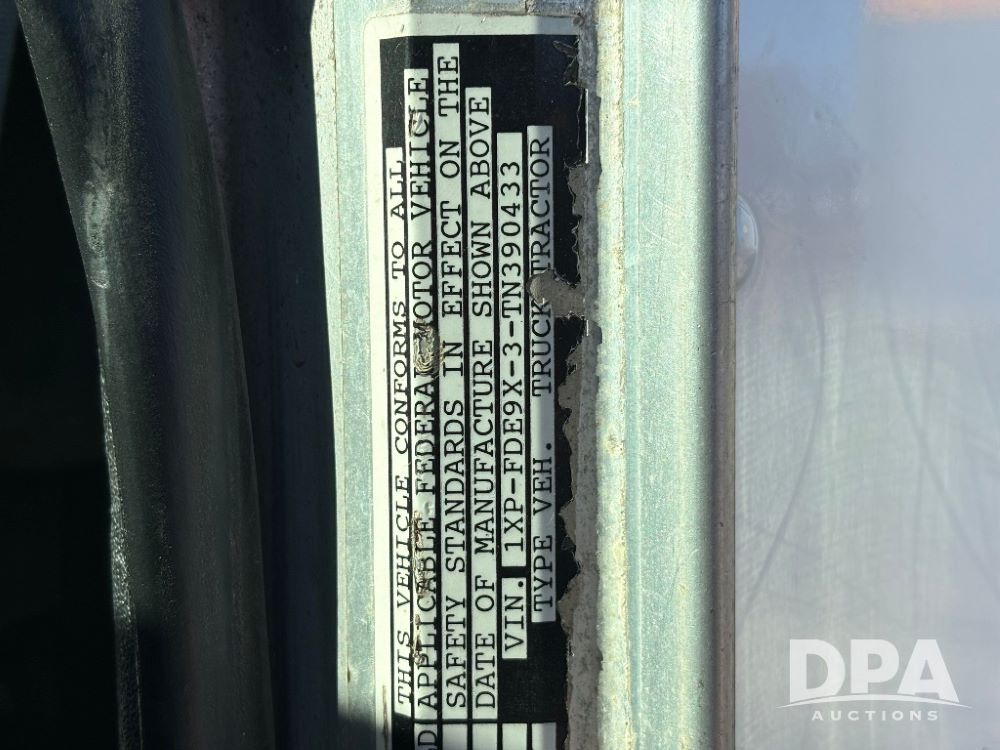 THIS VEHICLE CONFORMS TO ALL
APPLICABLE FEDERAL MOTOR VEHICLE
SAFETY STANDARDS IN EFFECT ON THE
DATE OF MANUFACTURE SHOWN ABOVE
VIN. 1XP-FDE9X-3-TN390433
TYPE VEH. TRUCK TRACTOR
DPA
AUCTIONS